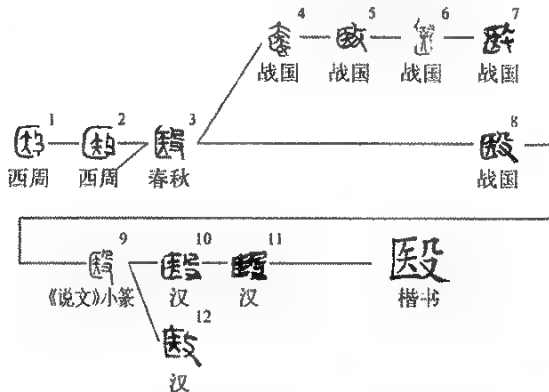 4 5 6 7
战国 战国 战国 战国
1 2 3 8
西周 西周 春秋 战国
9 10 11 殹
《说文》小篆 汉 汉 楷书
12
汉